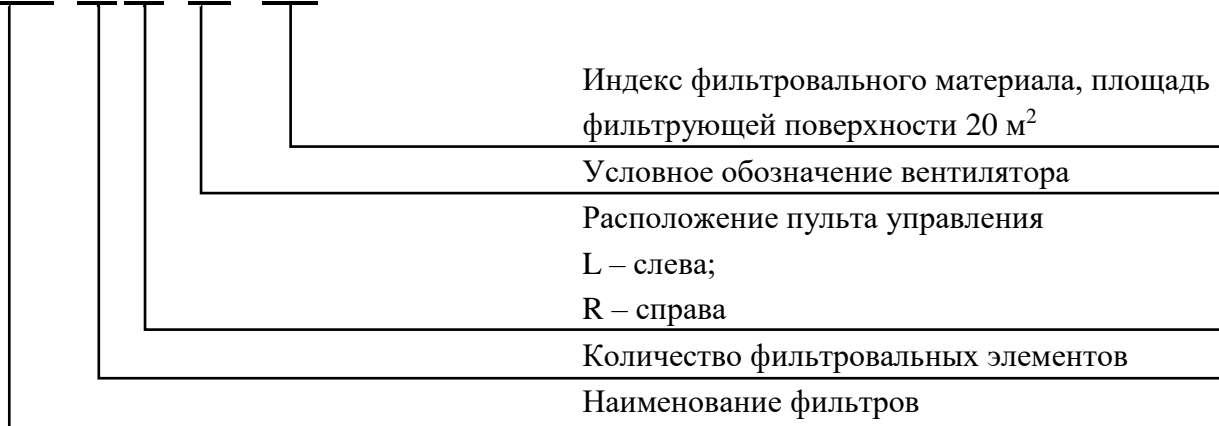 Индекс фильтровального материала, площадь
фильтрующей поверхности 20 м²
Условное обозначение вентилятора
Расположение пульта управления
L – слева;
R – справа
Количество фильтровальных элементов
Наименование фильтров